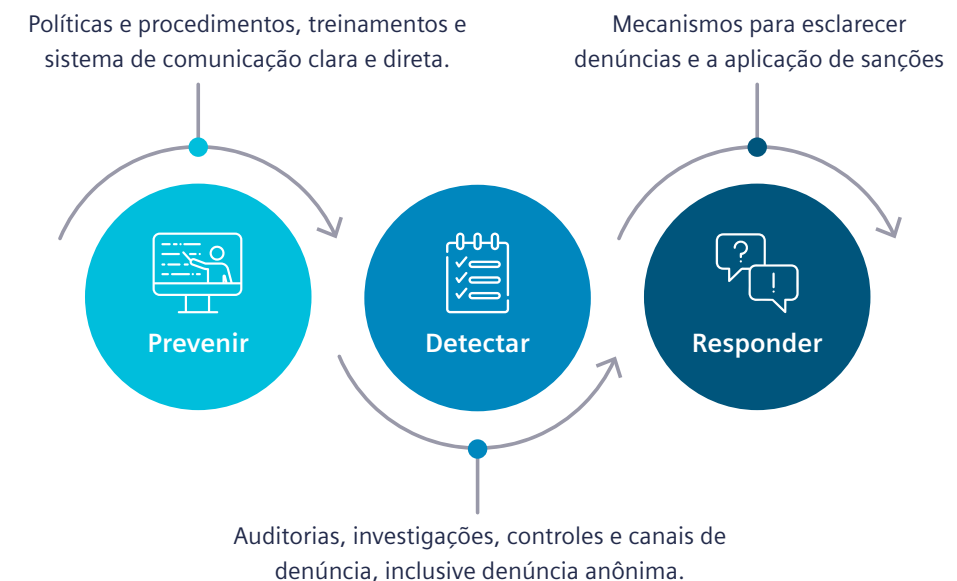 Políticas e procedimentos, treinamentos e
sistema de comunicação clara e direta.
Mecanismos para esclarecer
denúncias e a aplicação de sanções
Prevenir
Detectar
?
!
Responder
Auditorias, investigações, controles e canais de
denúncia, inclusive denúncia anônima.